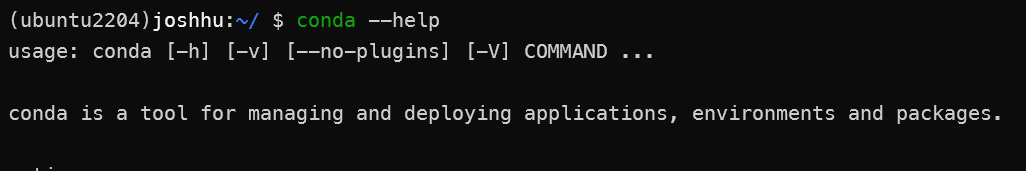 (ubuntu2204)joshhu:~/ $ conda --help
usage: conda [-h] [-v] [--no-plugins] [-V] COMMAND ...
conda is a tool for managing and deploying applications, environments and packages.